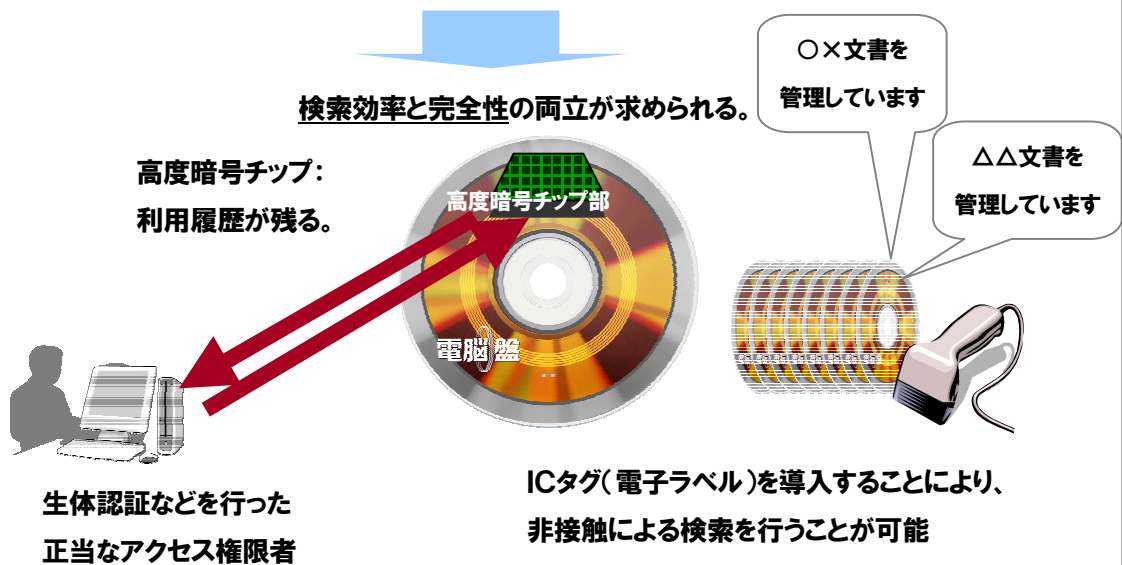 検索効率と完全性の両立が求められる。
○×文書を
管理しています
△△文書を
管理しています
高度暗号チップ：
利用履歴が残る。
高度暗号チップ部
電脳盤
生体認証などを行った
正当なアクセス権限者
ICタグ（電子ラベル）を導入することにより、
非接触による検索を行うことが可能